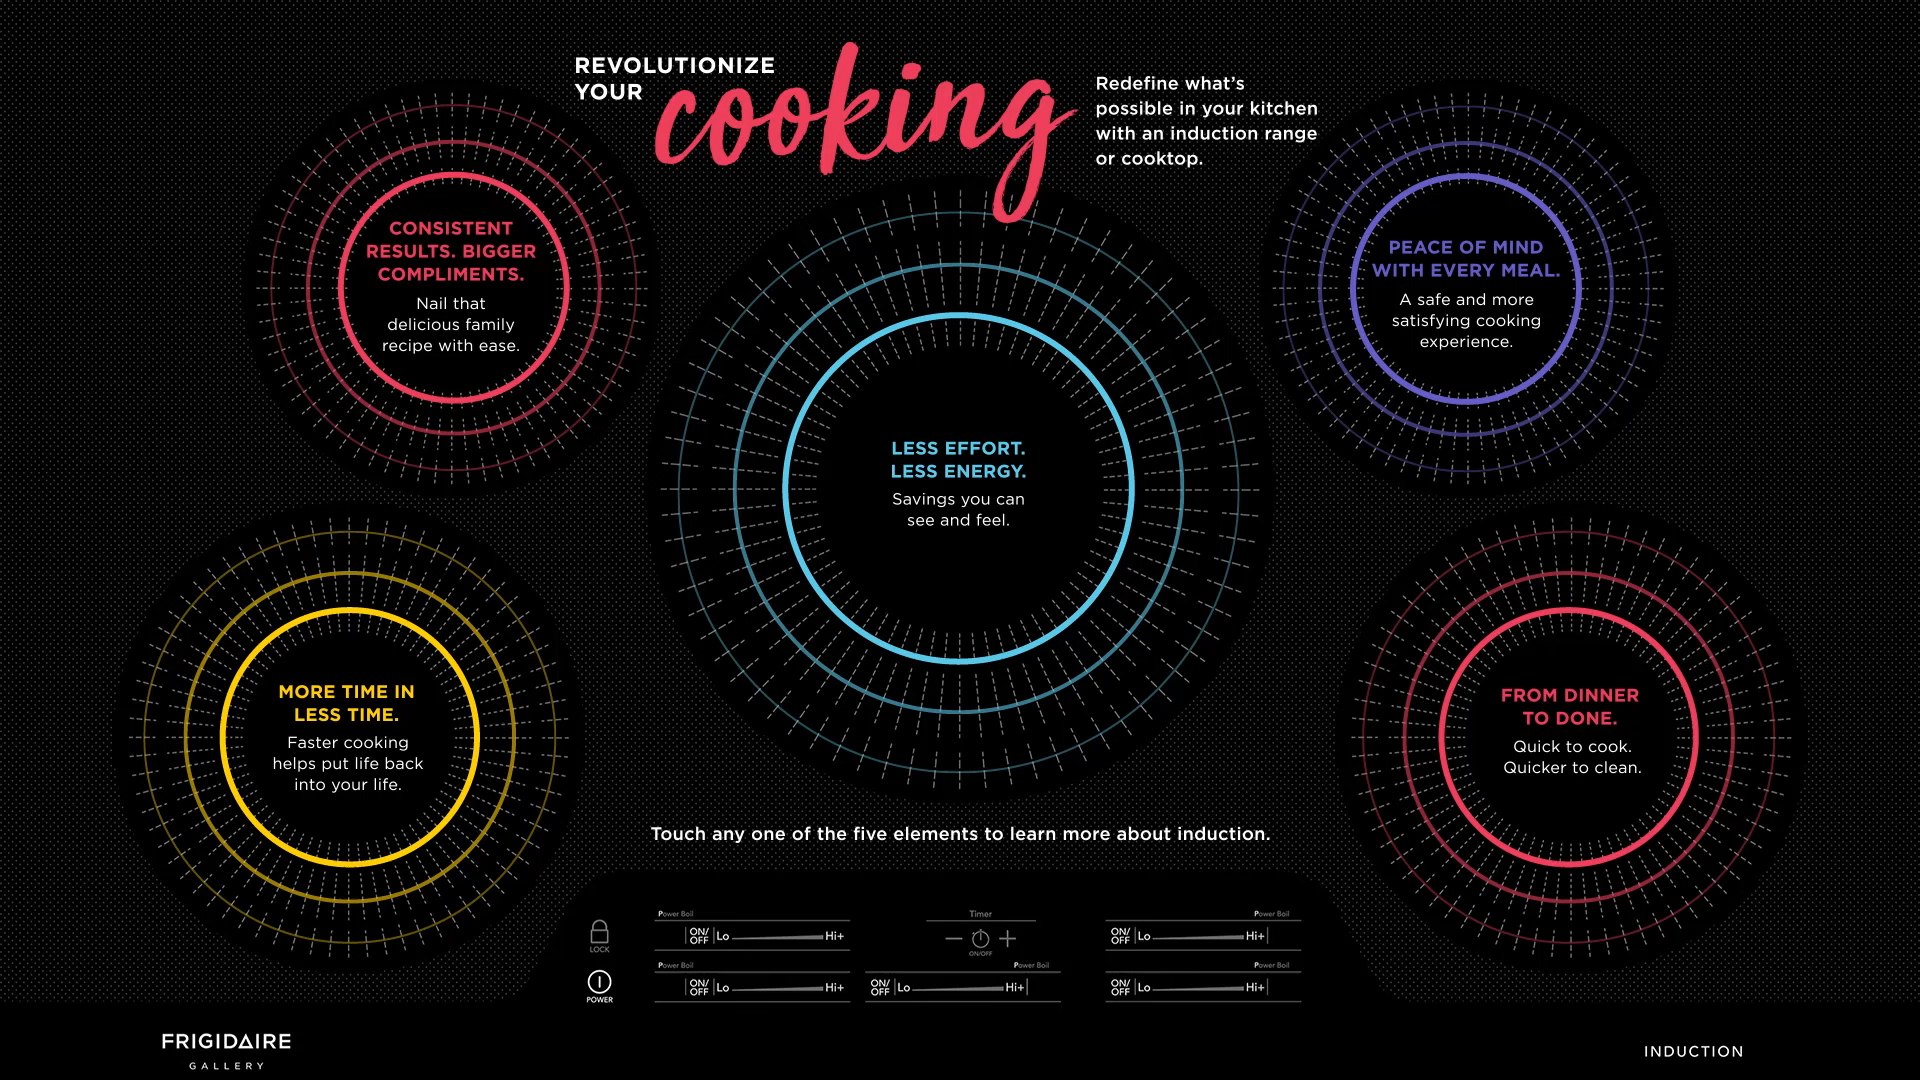 REVOLUTIONIZE
YOUR
cooking
Redefine what's
possible in your kitchen
with an induction range
or cooktop.
CONSISTENT
RESULTS. BIGGER
COMPLIMENTS.
Nail that
delicious family
recipe with ease.
PEACE OF MIND
WITH EVERY MEAL.
A safe and more
satisfying cooking
experience.
LESS EFFORT.
LESS ENERGY.
Savings you can
see and feel.
MORE TIME IN
LESS TIME.
Faster cooking
helps put life back
into your life.
FROM DINNER
TO DONE.
Quick to cook.
Quicker to clean.
Touch any one of the five elements to learn more about induction.
LOCK
POWER
Power Boil
ON/
OFF
Lo
Hi+
Power Boil
ON/
OFF
Lo
Hi+
Timer
ON/OFF
Power Boil
ON/
OFF
Lo
Hi+
Power Boil
ON/
OFF
Lo
Hi+
Power Boil
ON/
OFF
Lo
Hi+
FRIGIDAIRE
GALLERY
INDUCTION